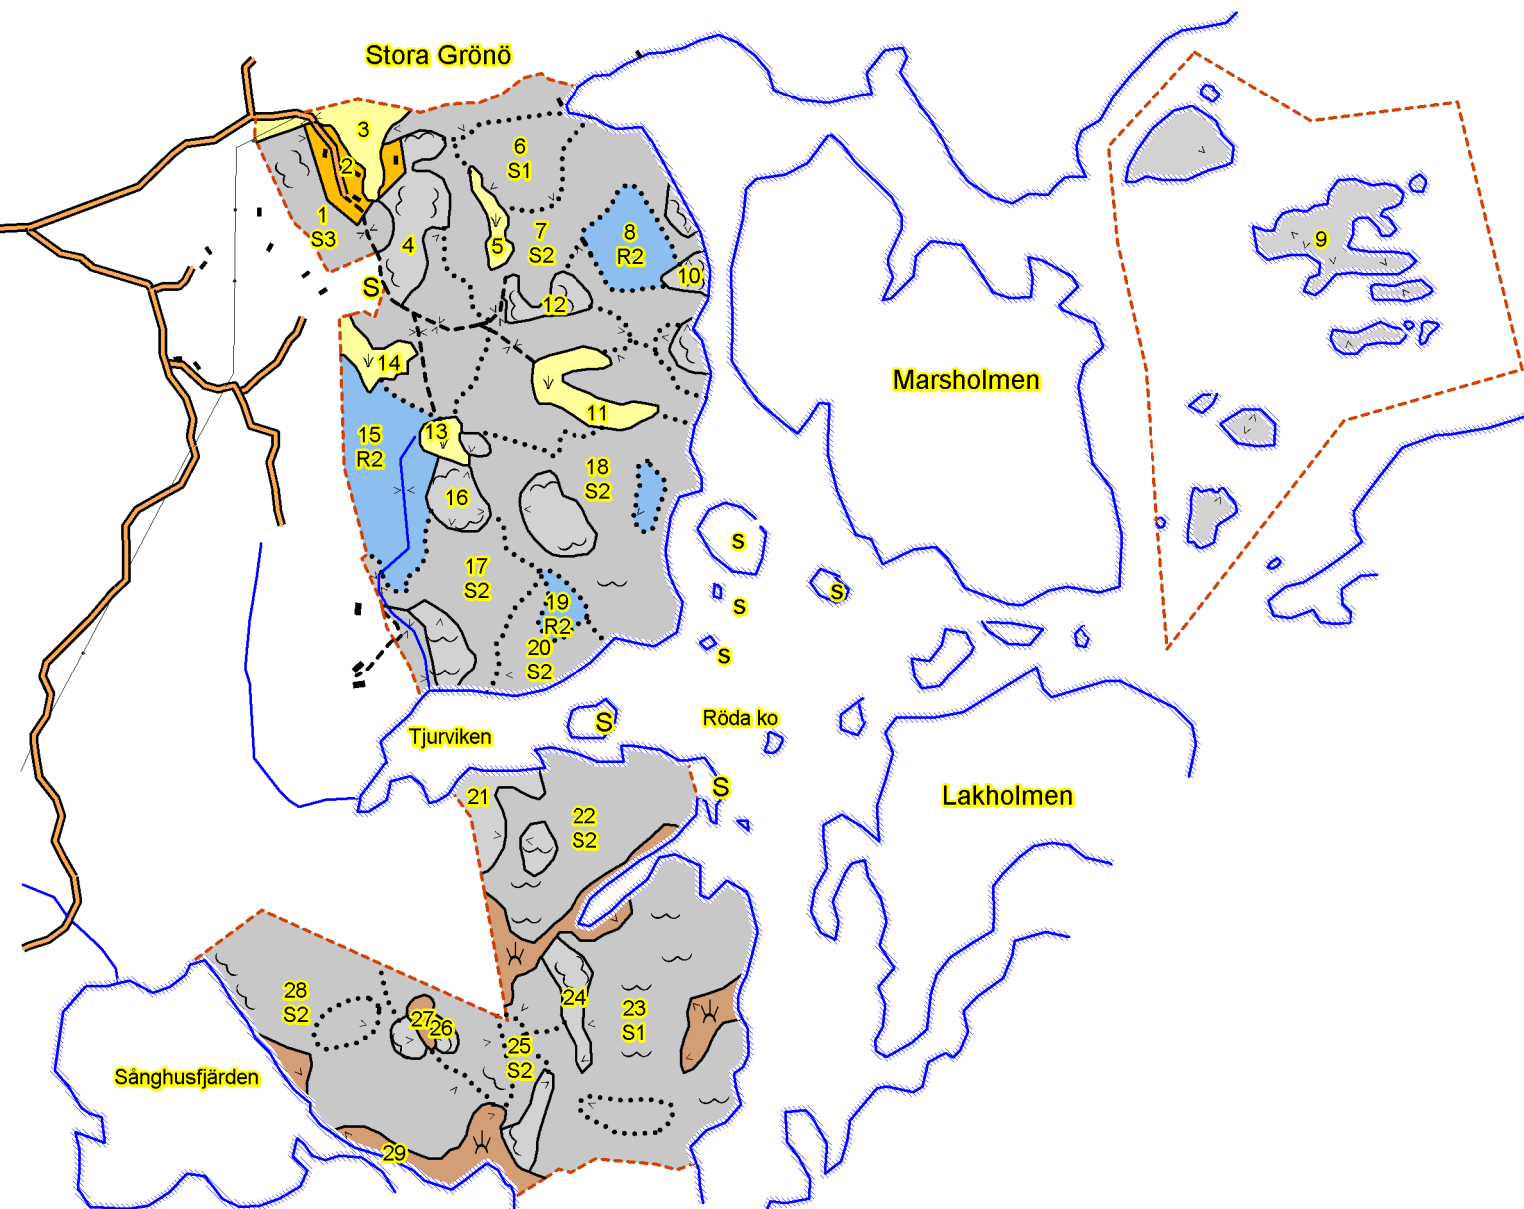 Stora Grönö
3
6
S1
2
1
S3
4
5
7
S2
8
R2
9
10
S
12
14
Marsholmen
11
13
15
R2
16
18
S2
s
17
S2
s
s
19
R2
20
S2
s
S
Röda ko
Tjurviken
S
21
Lakholmen
22
S2
28
S2
24
23
S1
27
26
25
S2
Sånghusfjärden
29